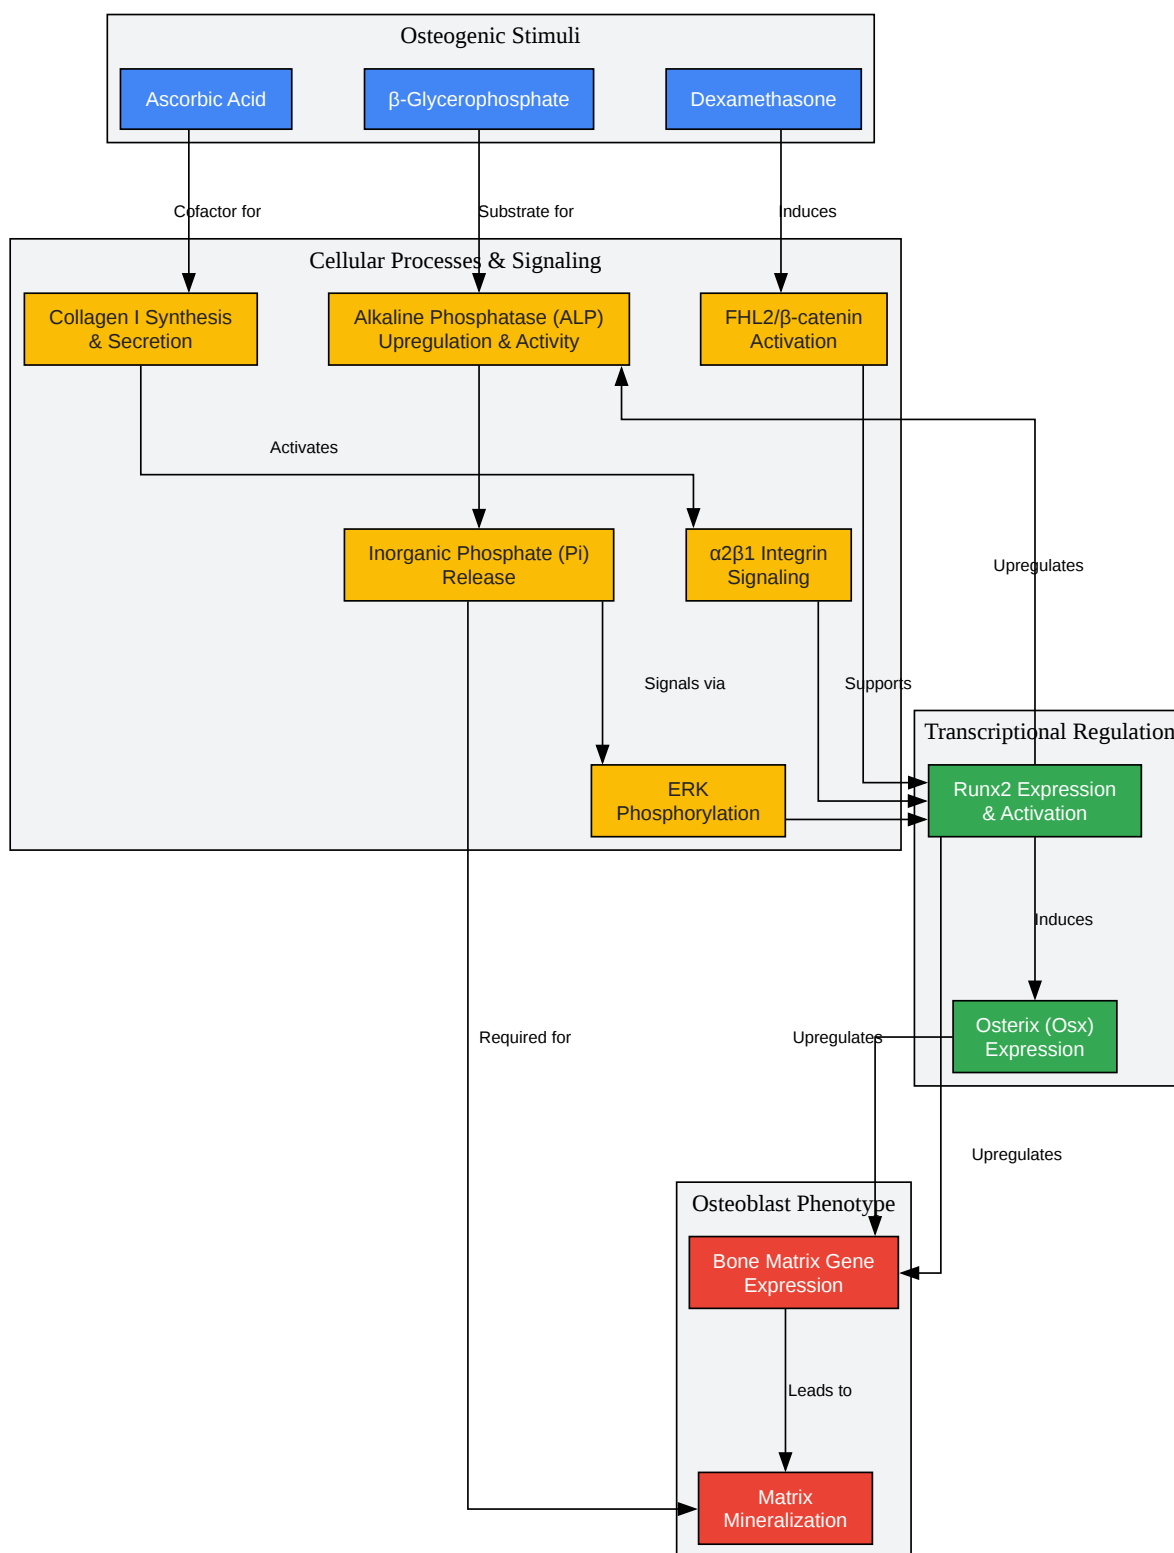 Osteogenic Stimuli
Ascorbic Acid
β-Glycerophosphate
Dexamethasone
Cofactor for
Substrate for
Induces
Cellular Processes & Signaling
Collagen I Synthesis
& Secretion
Alkaline Phosphatase (ALP)
Upregulation & Activity
FHL2/β-catenin
Activation
Activates
Inorganic Phosphate (Pi)
Release
α2β1 Integrin
Signaling
Upregulates
Signals via
Supports
Transcriptional Regulation
ERK
Phosphorylation
Runx2 Expression
& Activation
Induces
Osterix (Osx)
Expression
Required for
Upregulates
Upregulates
Osteoblast Phenotype
Bone Matrix Gene
Expression
Leads to
Matrix
Mineralization